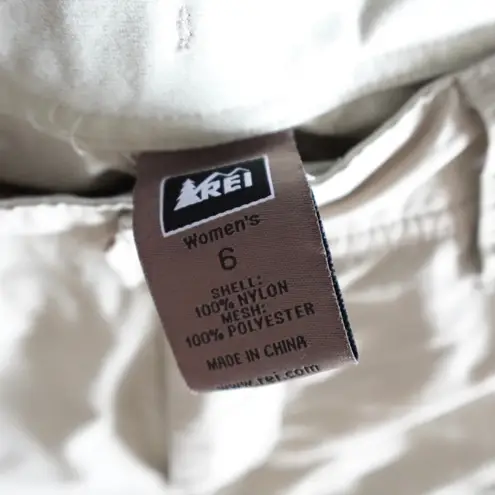 REI
Women's
6
SHELL:
100% NYLON
MESH:
100% POLYESTER
MADE IN CHINA
www.rei.com